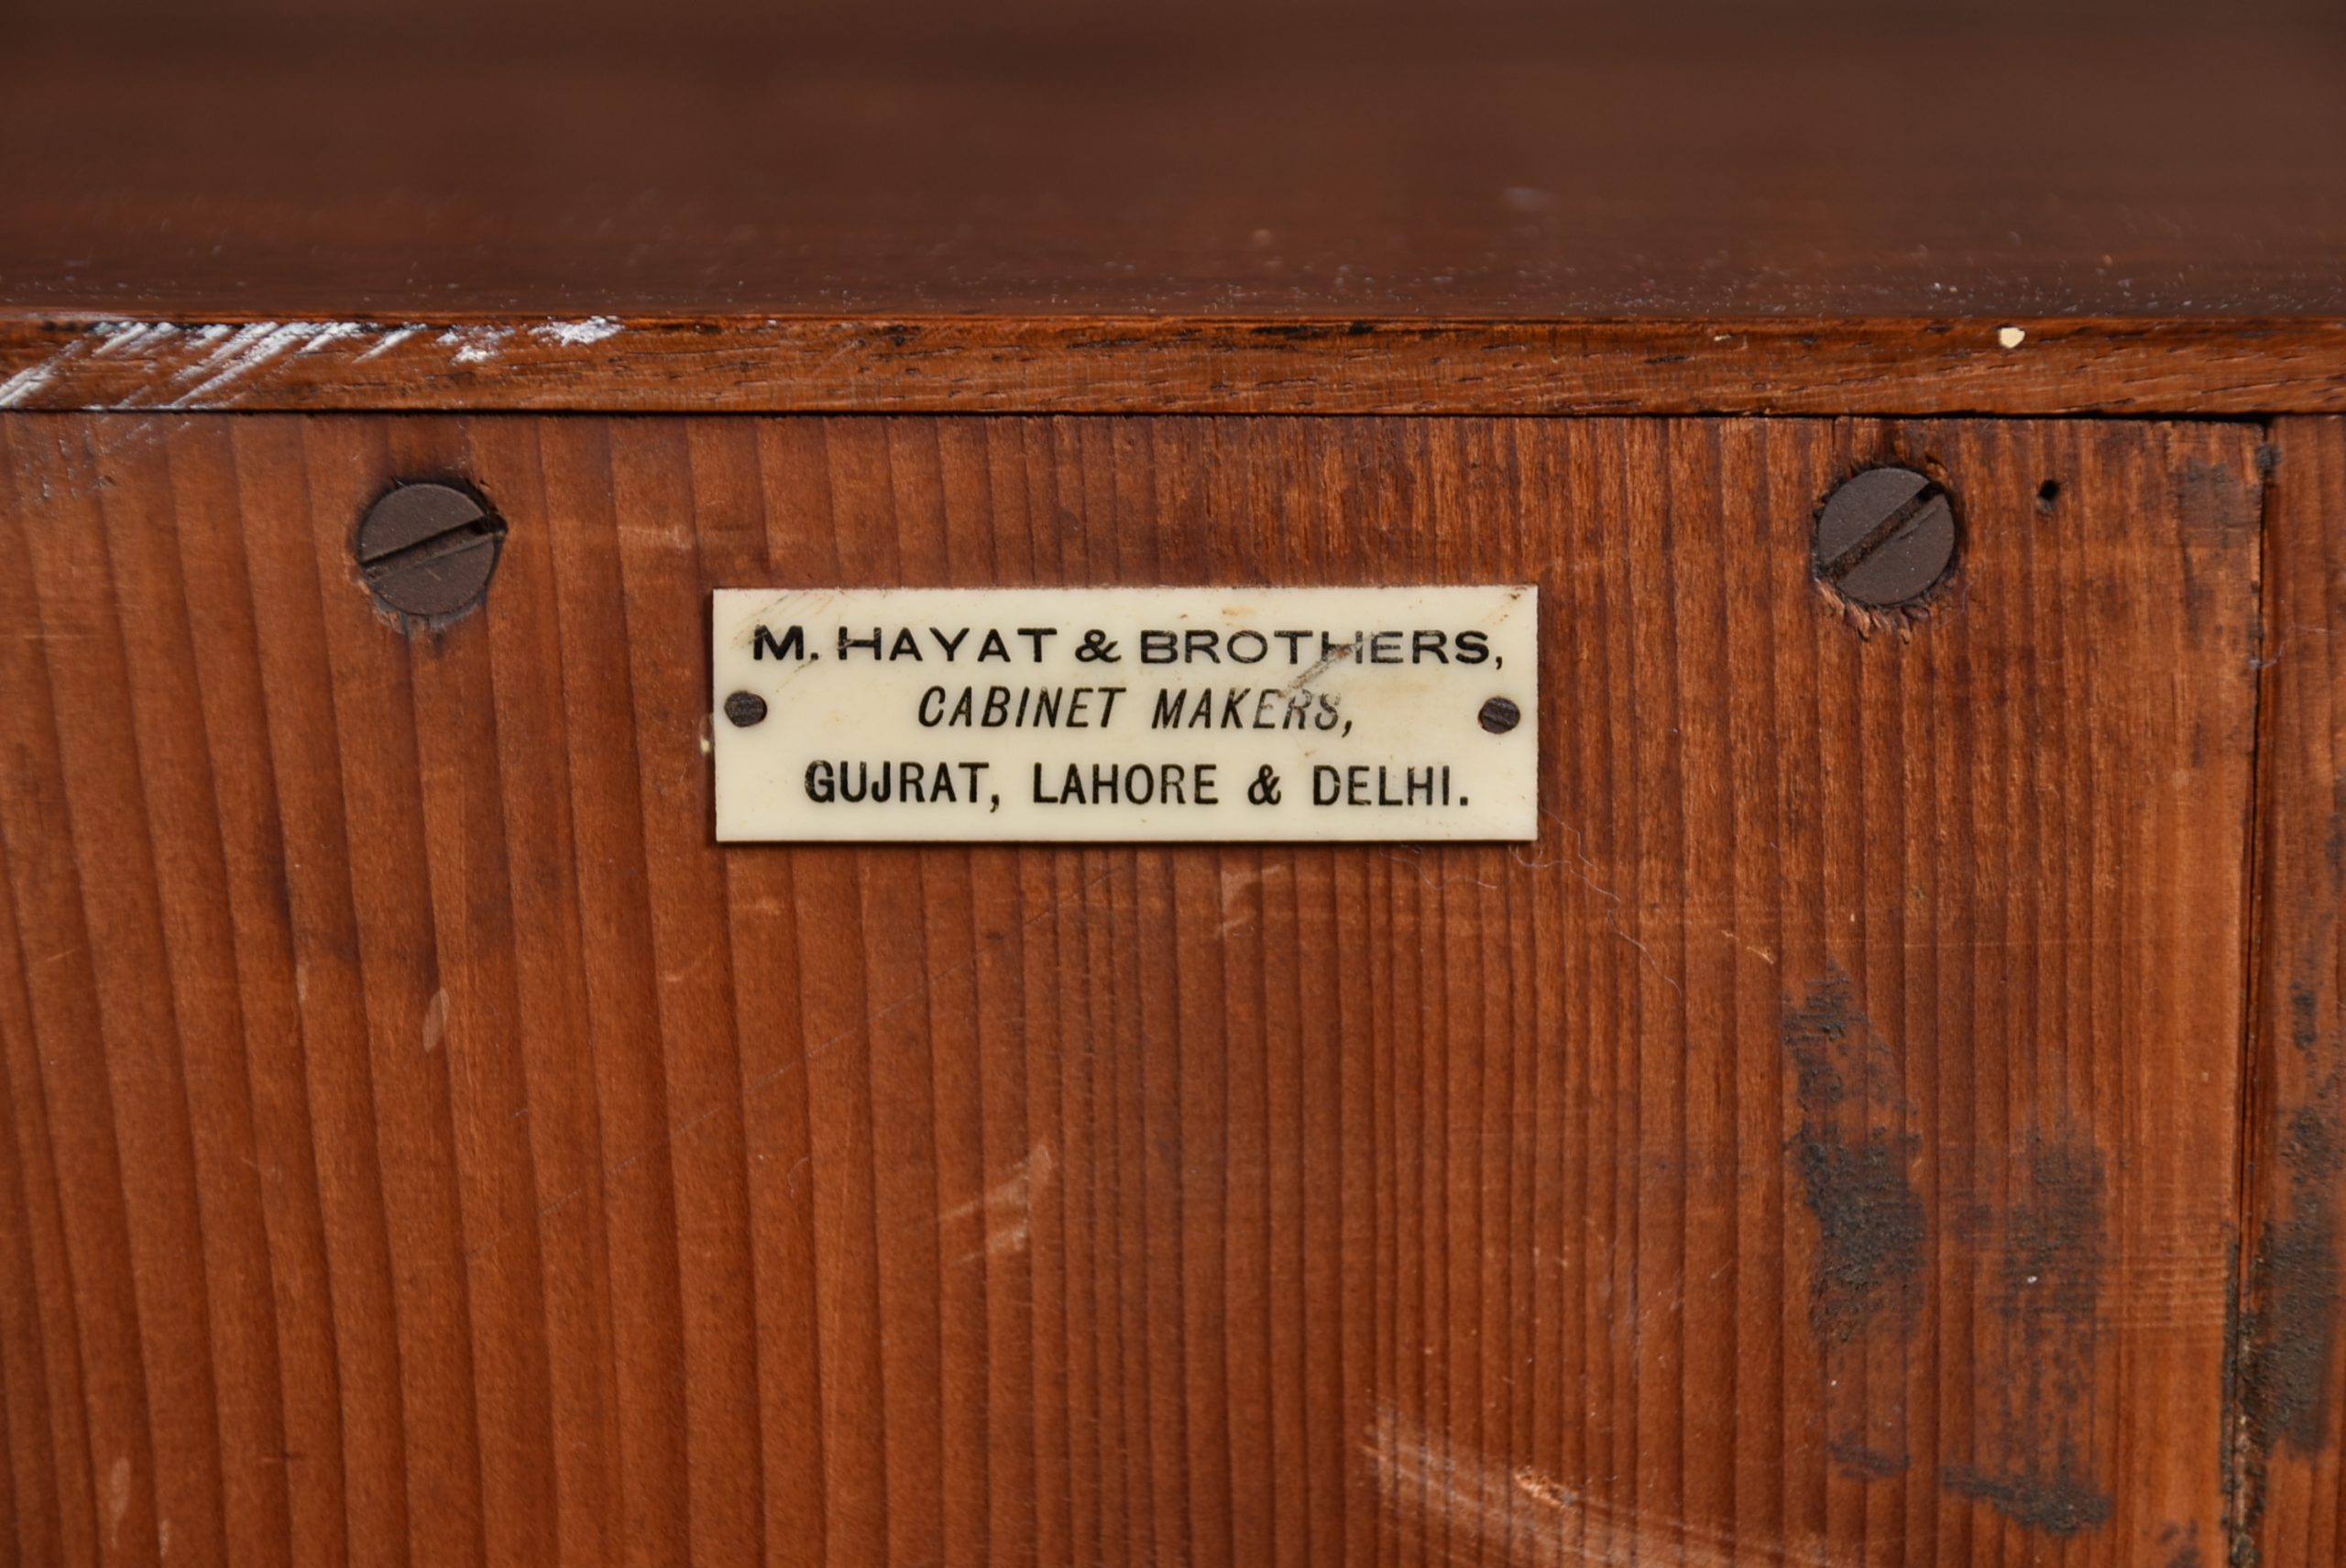 M. HAYAT & BROTHERS,
CABINET MAKERS,
GUJRAT, LAHORE & DELHI.